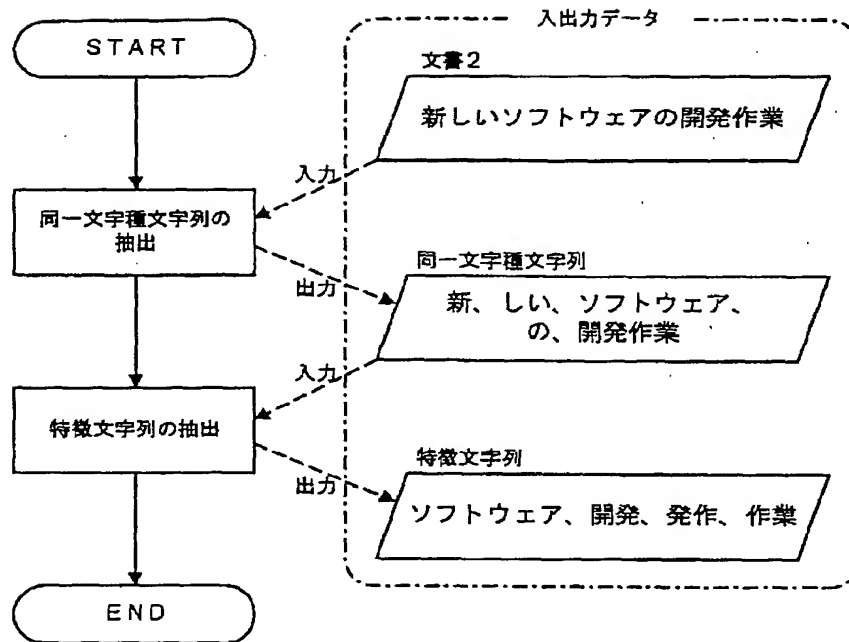 入出力データ
START
文書2
新しいソフトウェアの開発作業
入力
同一文字種文字列の
抽出
出力
同一文字種文字列
新、しい、ソフトウェア、
の、開発作業
入力
特徴文字列の抽出
出力
特徴文字列
ソフトウェア、開発、発作、作業
END